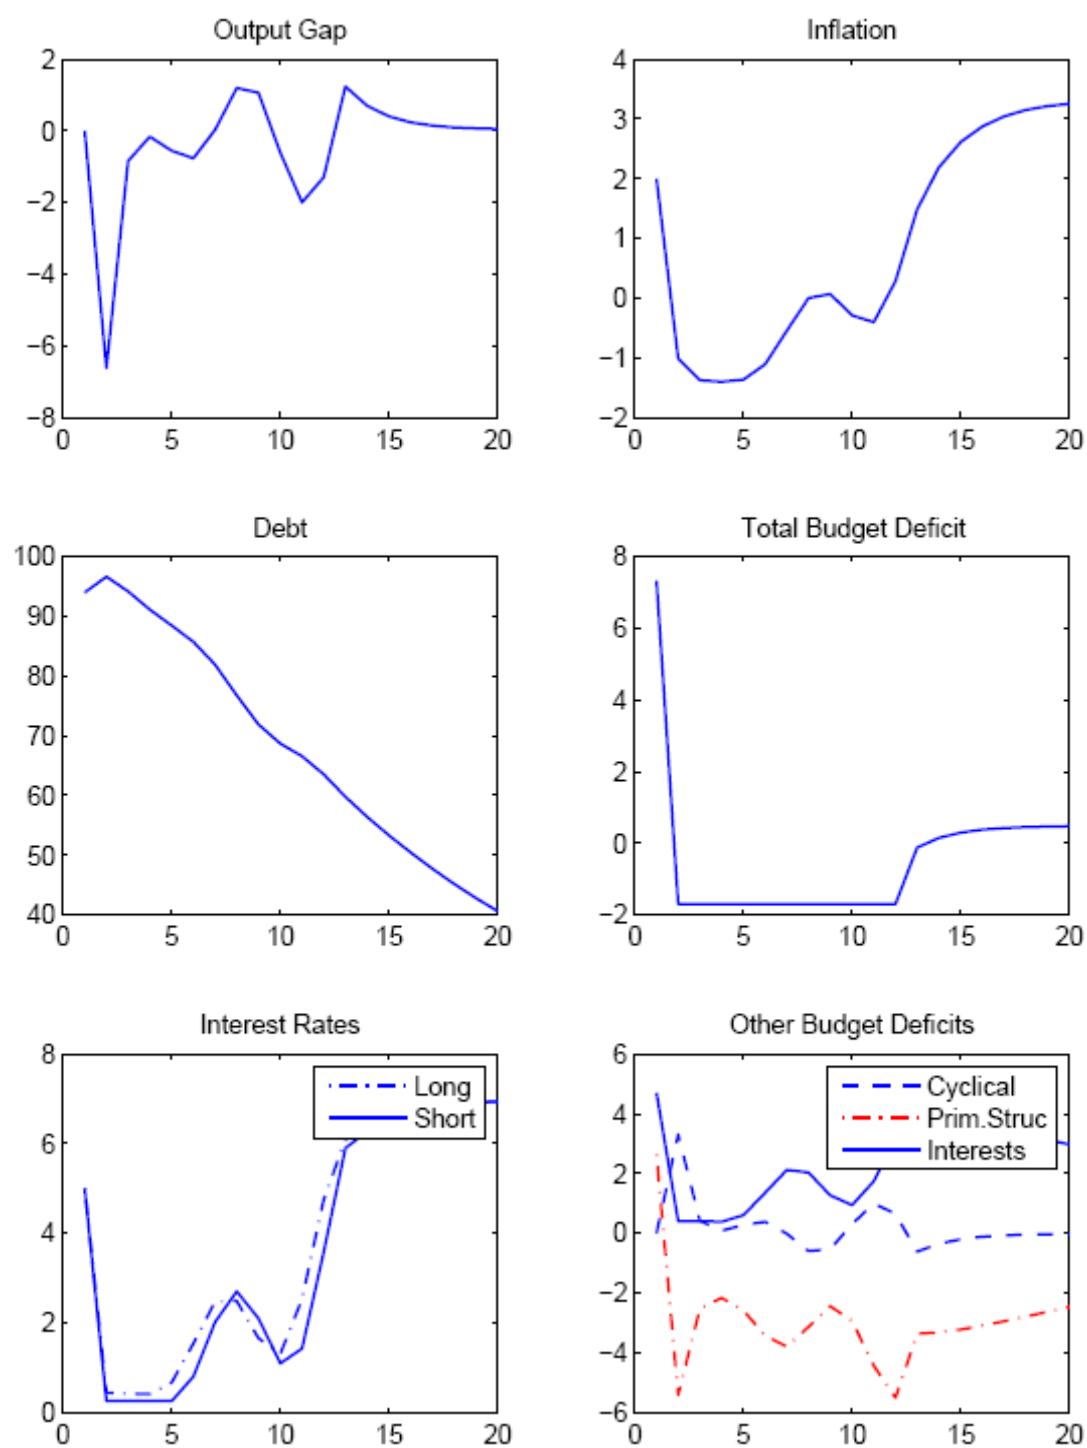 Output Gap
2
0
−2
−4
−6
−8
0 5 10 15 20
Inflation
4
3
2
1
0
−1
−2
0 5 10 15 20
Debt
100
90
80
70
60
50
40
0 5 10 15 20
Total Budget Deficit
8
6
4
2
0
−2
0 5 10 15 20
Interest Rates
8
6
4
2
0
0 5 10 15 20
Long
Short
Other Budget Deficits
6
4
2
0
−2
−4
−6
0 5 10 15 20
Cyclical
Prim.Struc
Interests